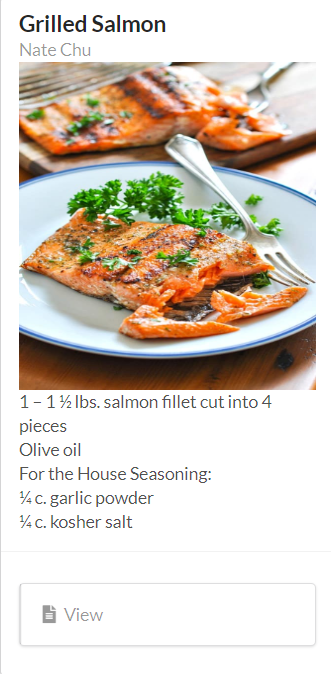 Grilled Salmon
Nate Chu
1 – 1 ½ lbs. salmon fillet cut into 4
pieces
Olive oil
For the House Seasoning:
¼ c. garlic powder
¼ c. kosher salt
View